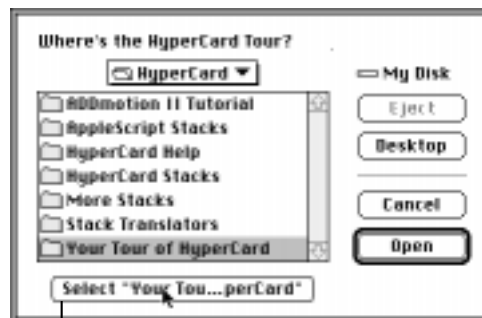 Where's the HyperCard Tour?
HyperCard
My Disk
ADDmotion II Tutorial
AppleScript Stacks
HyperCard Help
HyperCard Stacks
More Stacks
Stack Translators
Your Tour of HyperCard
Eject
Desktop
Cancel
Open
Select "Your Tou...perCard"